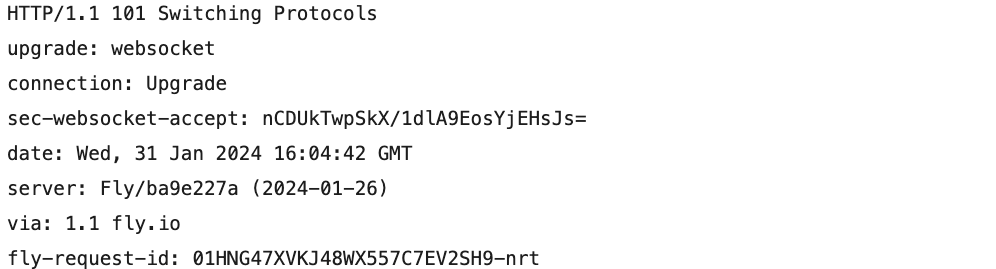 HTTP/1.1 101 Switching Protocols
upgrade: websocket
connection: Upgrade
sec-websocket-accept: nCDUkTwpSkX/1dlA9EosYjEHsJs=
date: Wed, 31 Jan 2024 16:04:42 GMT
server: Fly/ba9e227a (2024-01-26)
via: 1.1 fly.io
fly-request-id: 01HNG47XVKJ48WX557C7EV2SH9-nrt